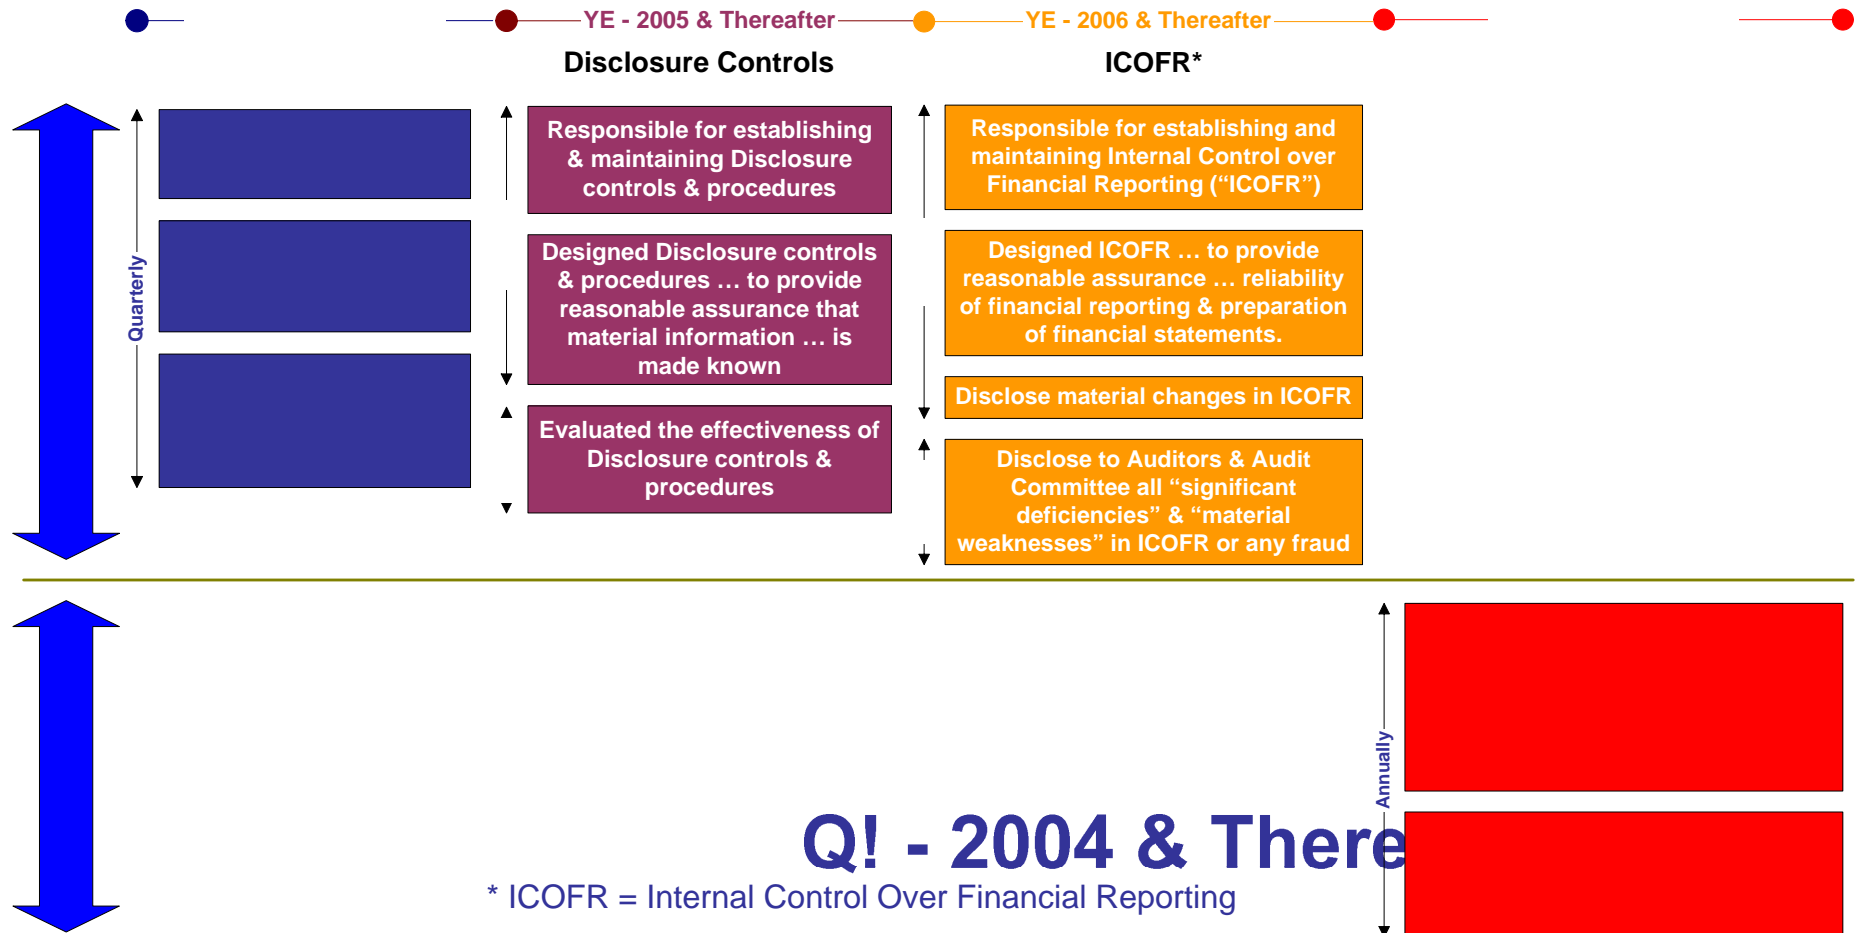 YE - 2005 & Thereafter
YE - 2006 & Thereafter
Disclosure Controls
ICOFR*
Quarterly
Responsible for establishing
& maintaining Disclosure
controls & procedures
Designed Disclosure controls
& procedures … to provide
reasonable assurance that
material information … is
made known
Evaluated the effectiveness of
Disclosure controls &
procedures
Responsible for establishing and
maintaining Internal Control over
Financial Reporting (“ICOFR”)
Designed ICOFR … to provide
reasonable assurance … reliability
of financial reporting & preparation
of financial statements.
Disclose material changes in ICOFR
Disclose to Auditors & Audit
Committee all “significant
deficiencies” & “material
weaknesses” in ICOFR or any fraud
Annually
Q! - 2004 & There
* ICOFR = Internal Control Over Financial Reporting